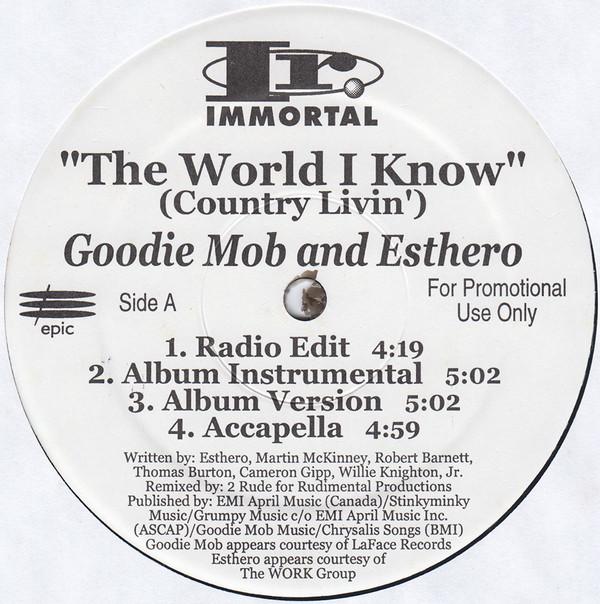 Ir.
IMMORTAL
"The World I Know"
(Country Livin')
Goodie Mob and Esthero
epic
Side A
For Promotional
Use Only
1. Radio Edit 4:19
2. Album Instrumental 5:02
3. Album Version 5:02
4. Accapella 4:59
Written by: Esthero, Martin McKinney, Robert Barnett,
Thomas Burton, Cameron Gipp, Willie Knighton, Jr.
Remixed by: 2 Rude for Rudimental Productions
Published by: EMI April Music (Canada)/Stinkyminky
Music/Grumpy Music c/o EMI April Music Inc.
(ASCAP)/Goodie Mob Music/Chrysalis Songs (BMI)
Goodie Mob appears courtesy of LaFace Records
Esthero appears courtesy of
The WORK Group